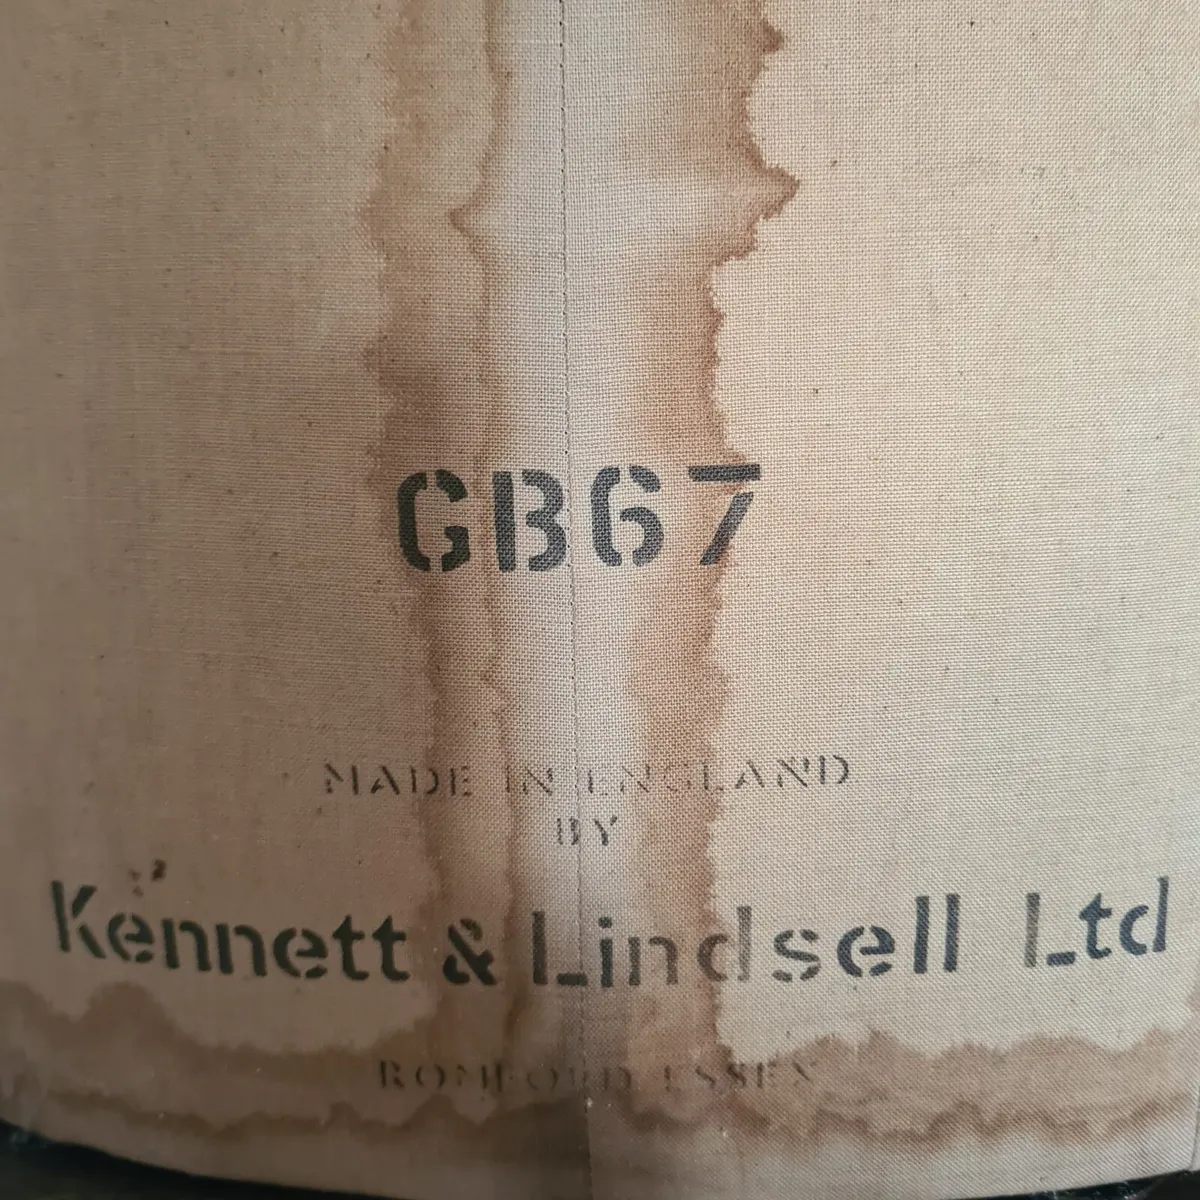 GB67
MADE IN ENGLAND
BY
Kennett & Lindsell Ltd
ROMFORD ESSEX